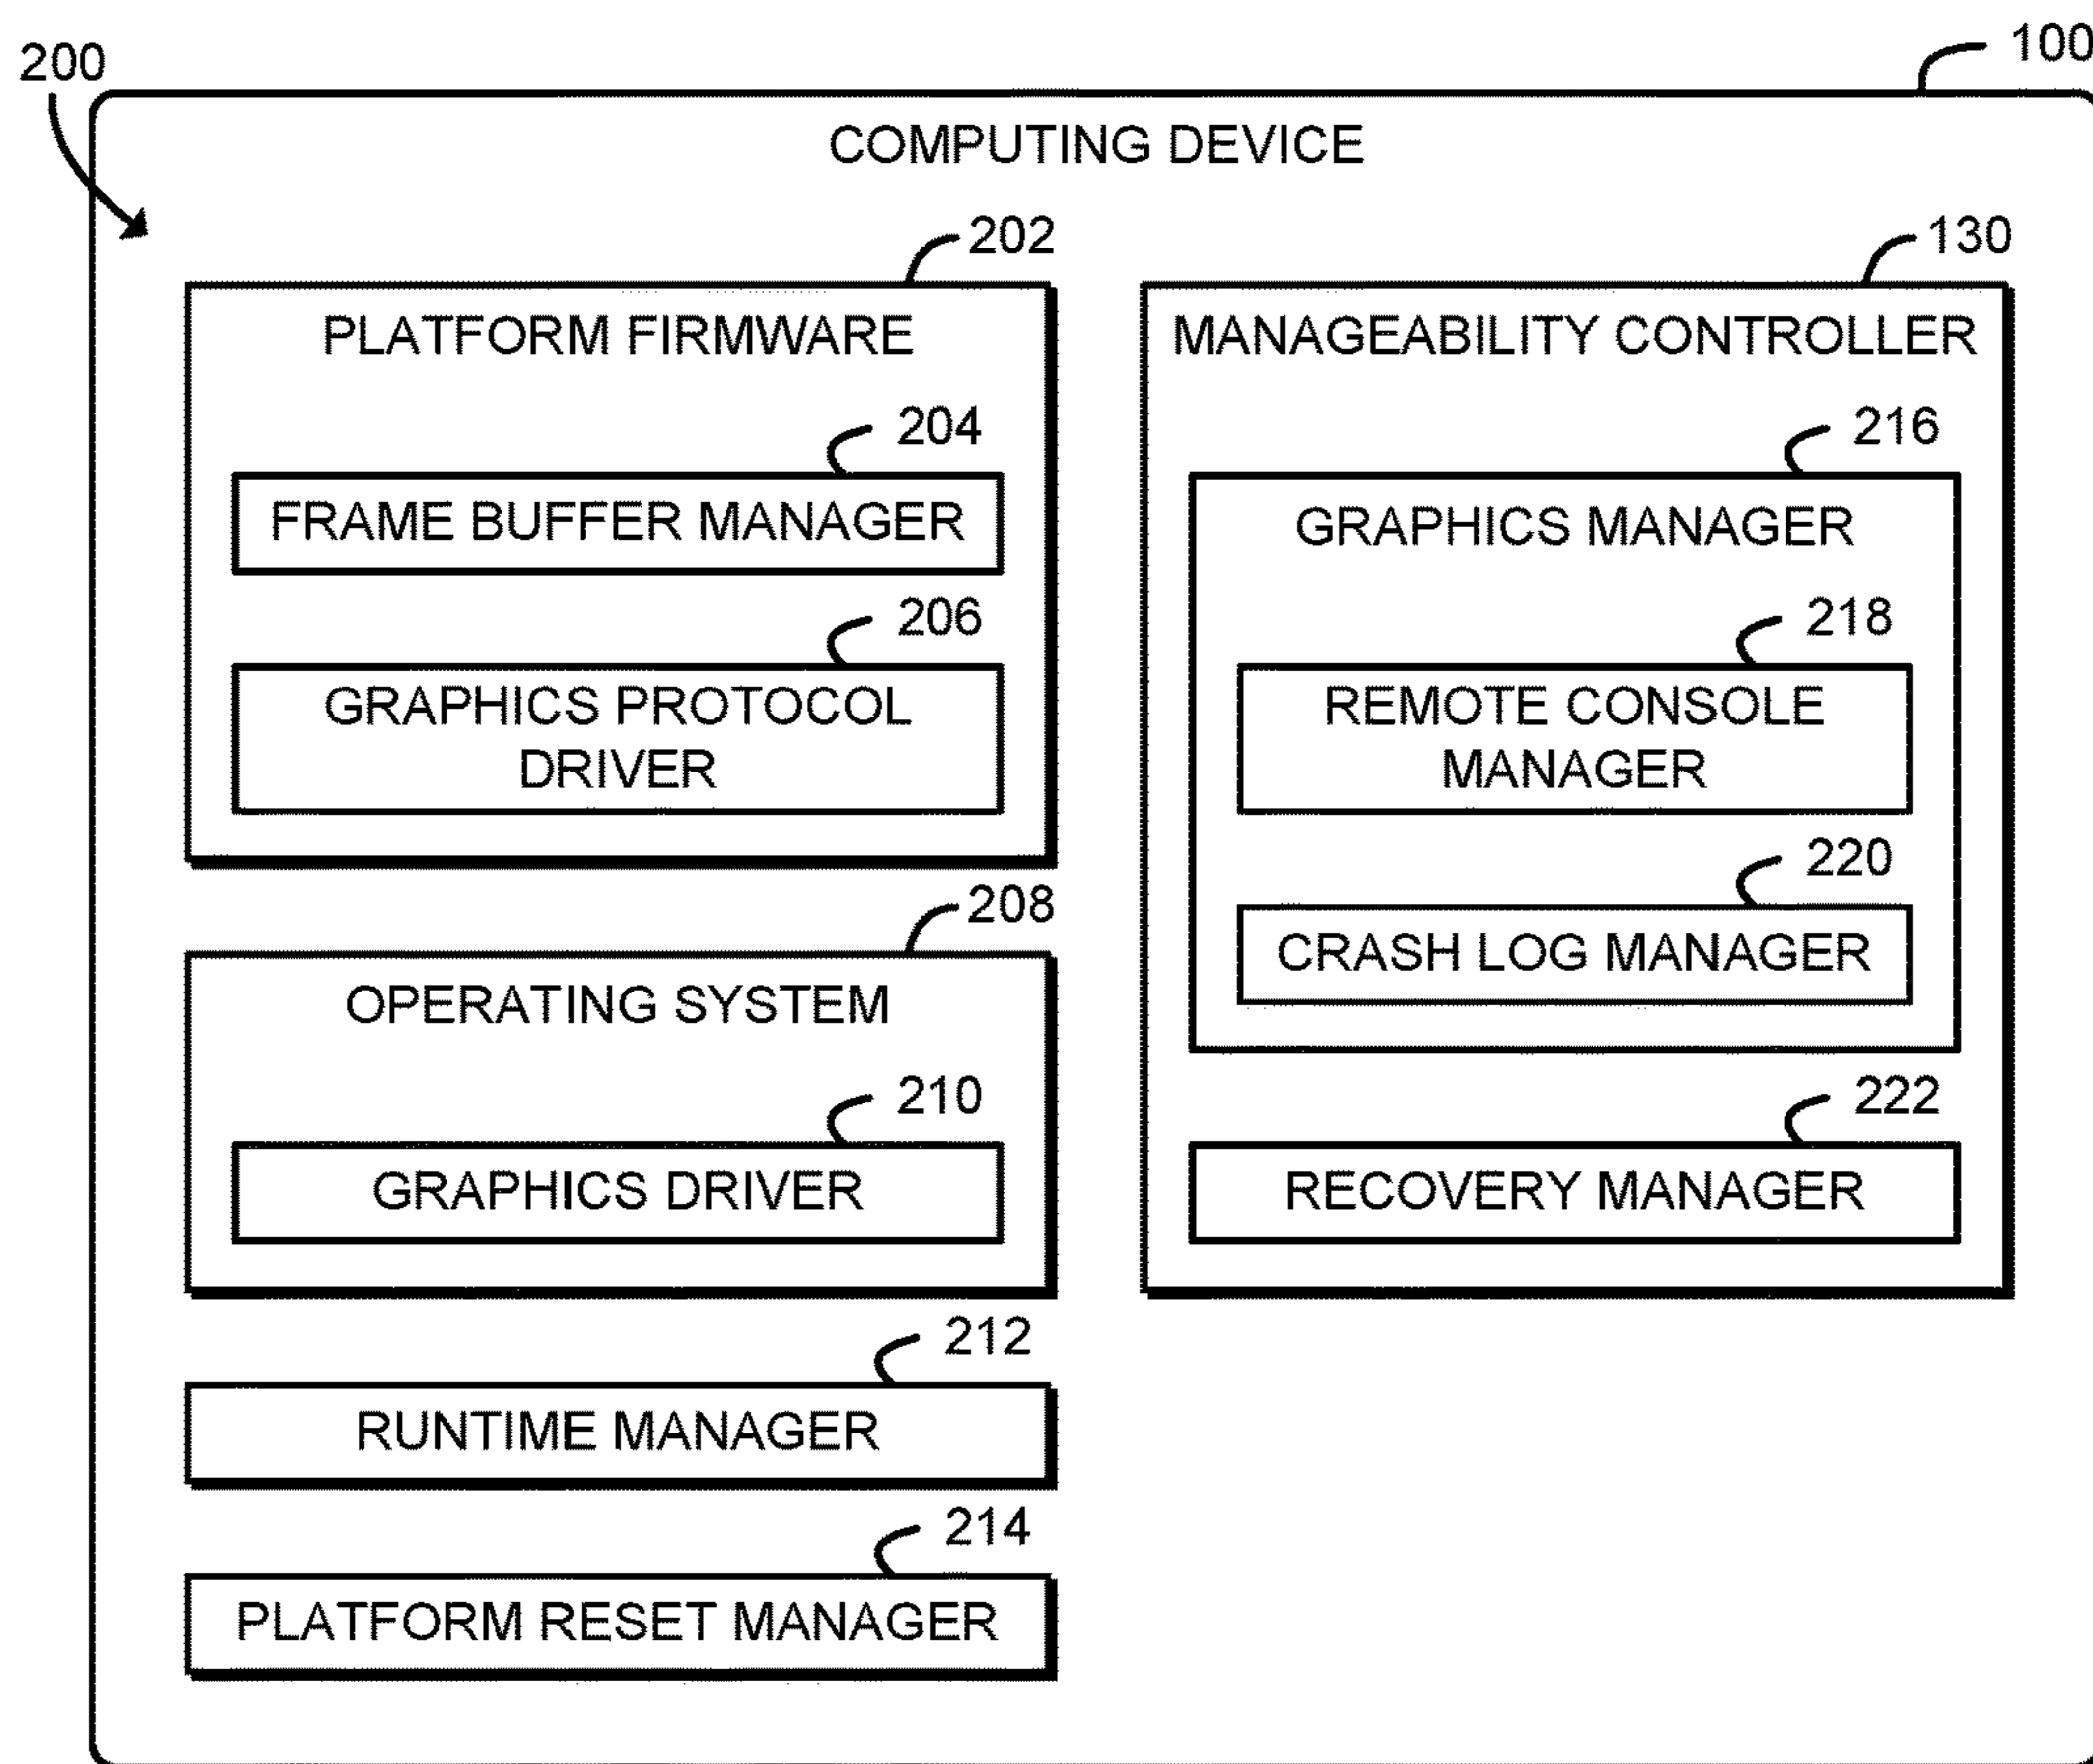 200
100
COMPUTING DEVICE
202
PLATFORM FIRMWARE
204
FRAME BUFFER MANAGER
206
GRAPHICS PROTOCOL
DRIVER
208
OPERATING SYSTEM
210
GRAPHICS DRIVER
212
RUNTIME MANAGER
214
PLATFORM RESET MANAGER
130
MANAGEABILITY CONTROLLER
216
GRAPHICS MANAGER
218
REMOTE CONSOLE
MANAGER
220
CRASH LOG MANAGER
222
RECOVERY MANAGER